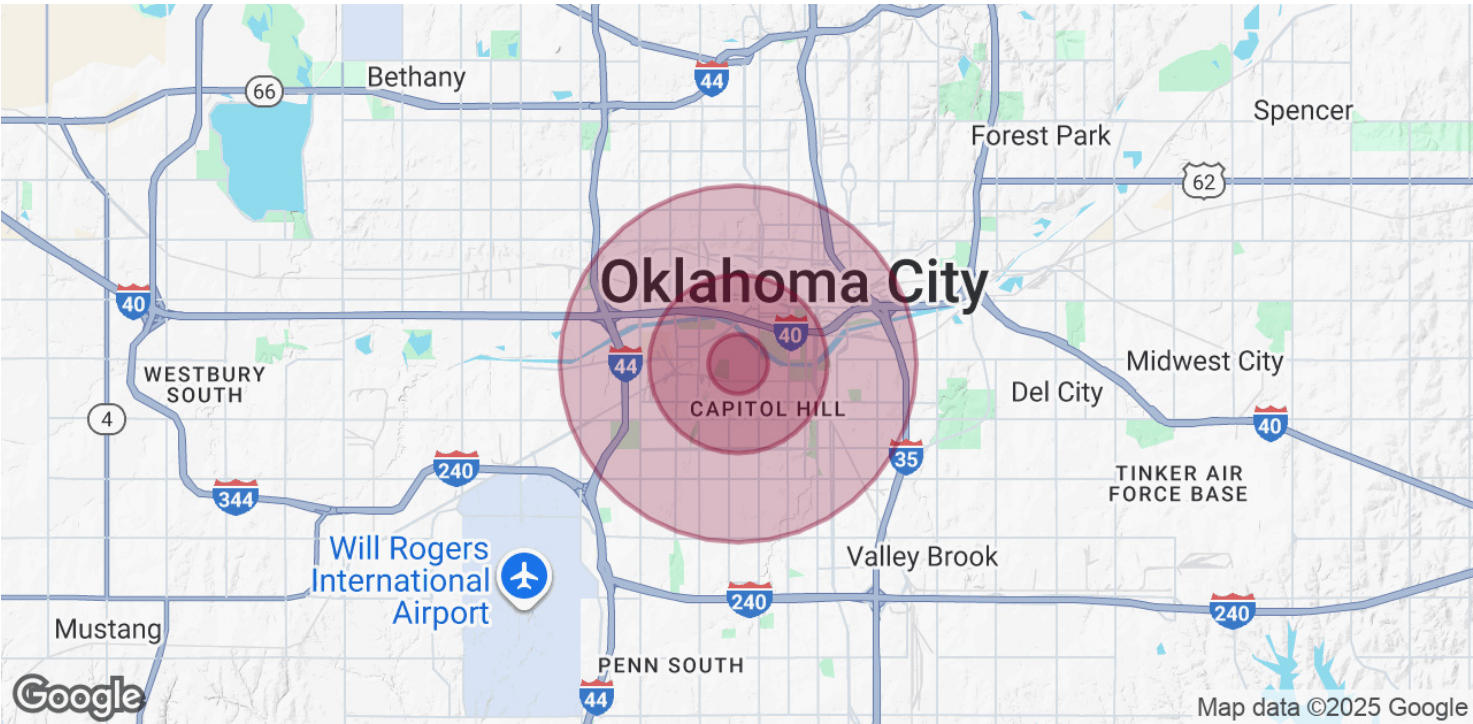 Bethany
44
66
Spencer
Forest Park
62
Oklahoma City
40
40
44
WESTBURY
SOUTH
Midwest City
Del City
CAPITOL HILL
4
40
35
240
TINKER AIR
FORCE BASE
344
Will Rogers
International
Airport
Valley Brook
240
240
Mustang
PENN SOUTH
44
Google
Map data ©2025 Google